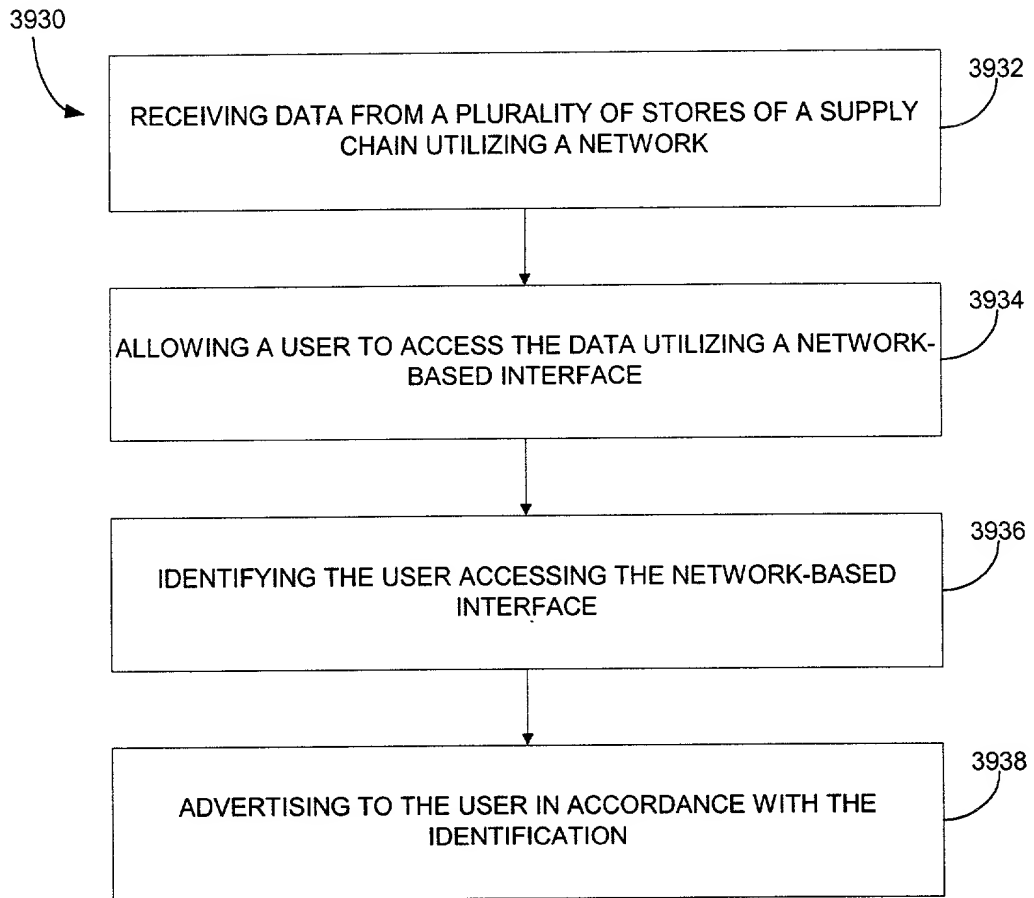 3930
3932
RECEIVING DATA FROM A PLURALITY OF STORES OF A SUPPLY
CHAIN UTILIZING A NETWORK
3934
ALLOWING A USER TO ACCESS THE DATA UTILIZING A NETWORK-
BASED INTERFACE
3936
IDENTIFYING THE USER ACCESSING THE NETWORK-BASED
INTERFACE
3938
ADVERTISING TO THE USER IN ACCORDANCE WITH THE
IDENTIFICATION